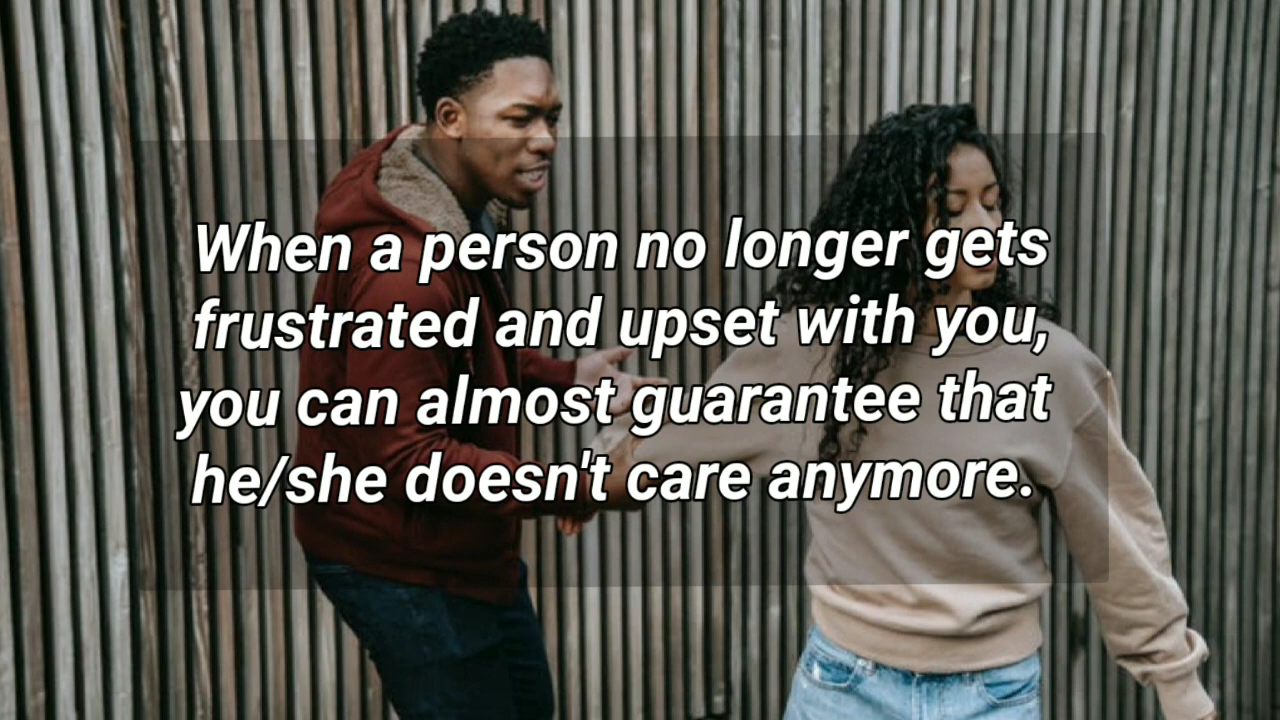 When a person no longer gets
frustrated and upset with you,
you can almost guarantee that
he/she doesn't care anymore.